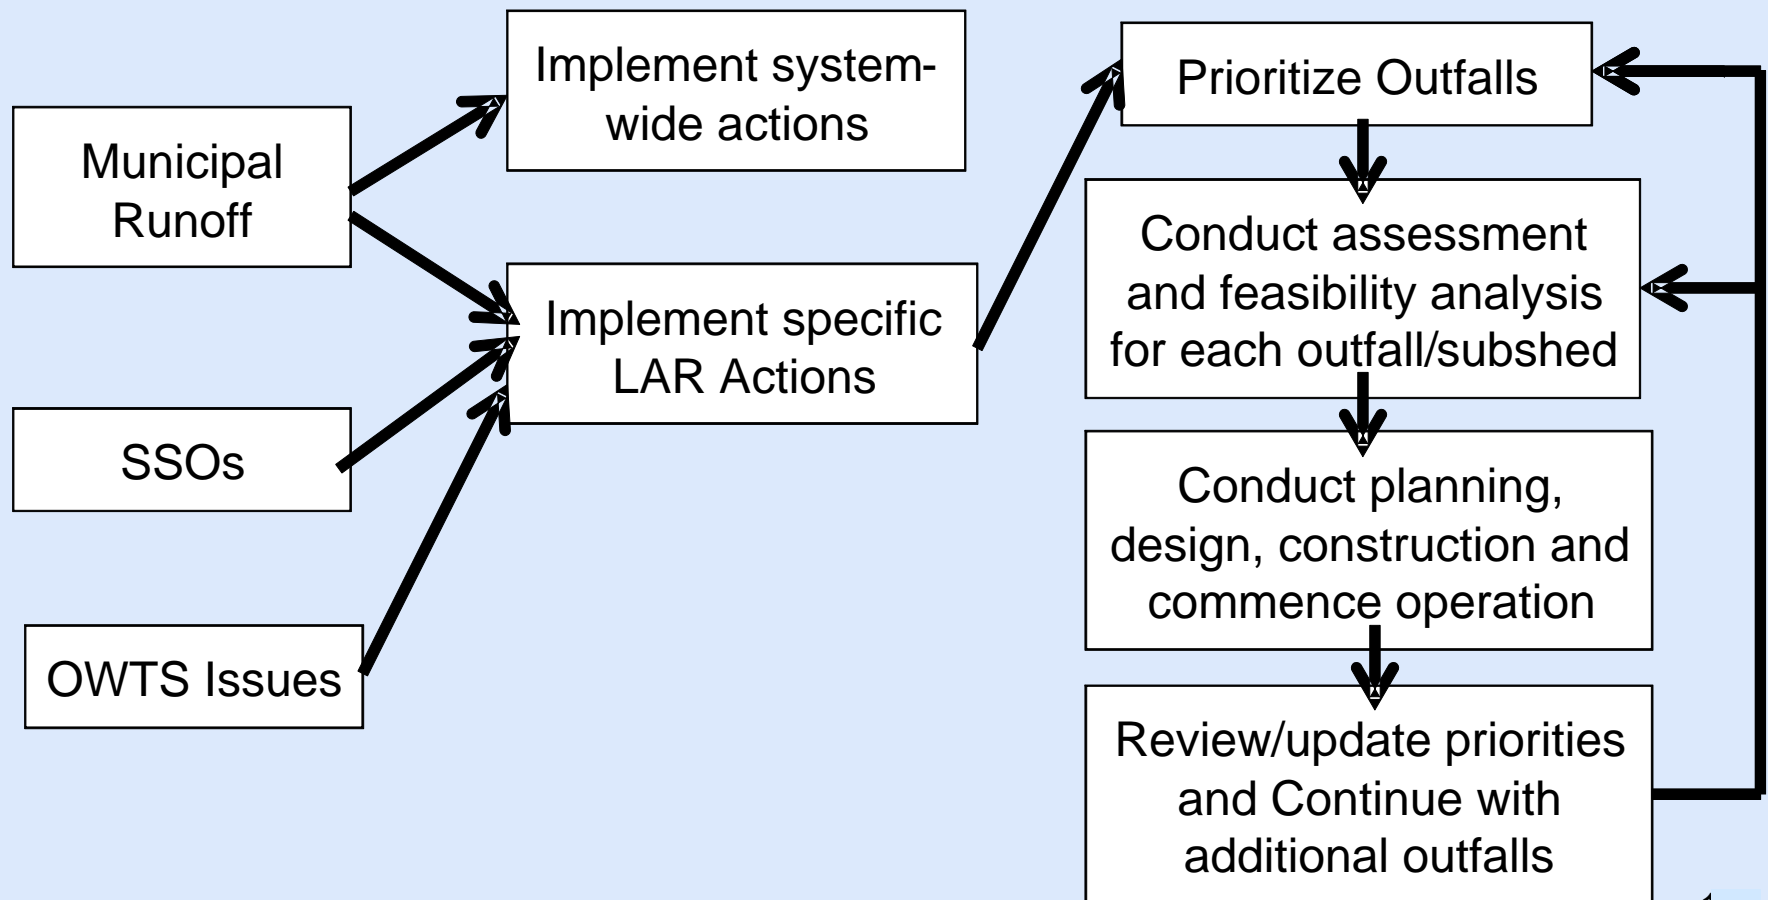 Municipal
Runoff
SSOs
OWTS Issues
Implement system-
wide actions
Implement specific
LAR Actions
Prioritize Outfalls
Conduct assessment
and feasibility analysis
for each outfall/subshed
Conduct planning,
design, construction and
commence operation
Review/update priorities
and Continue with
additional outfalls